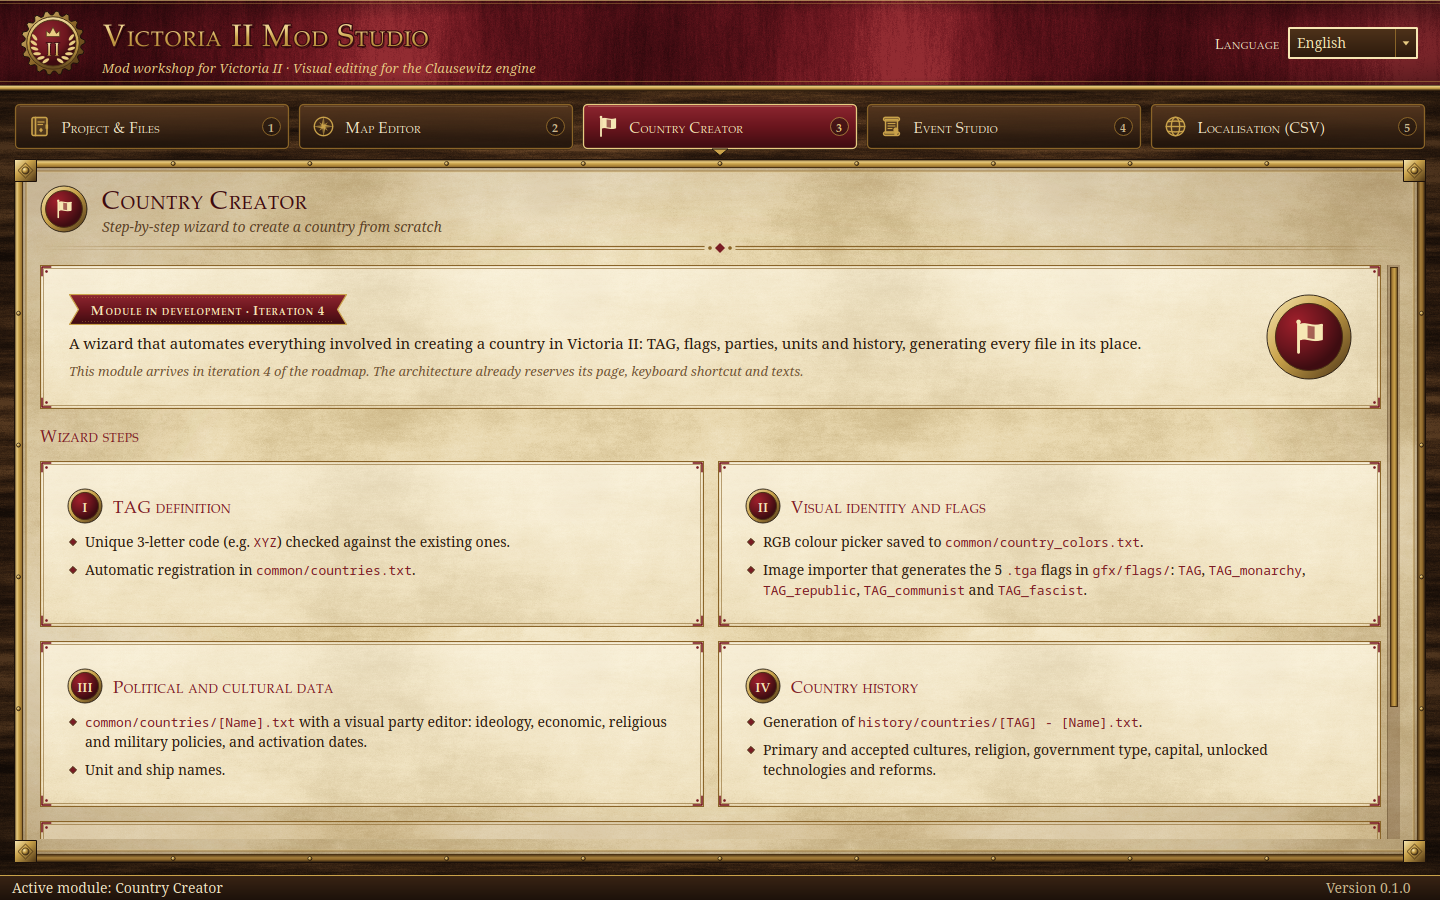 Victoria II Mod Studio
Mod workshop for Victoria II · Visual editing for the Clausewitz engine
Language
English
Project & Files
1
Map Editor
2
Country Creator
3
Event Studio
4
Localisation (CSV)
5
Country Creator
Step-by-step wizard to create a country from scratch
Module in development · Iteration 4
A wizard that automates everything involved in creating a country in Victoria II: TAG, flags, parties, units and history, generating every file in its place.
This module arrives in iteration 4 of the roadmap. The architecture already reserves its page, keyboard shortcut and texts.
Wizard steps
I
TAG definition
Unique 3-letter code (e.g. XYZ) checked against the existing ones.
Automatic registration in common/countries.txt.
II
Visual identity and flags
RGB colour picker saved to common/country_colors.txt.
Image importer that generates the 5 .tga flags in gfx/flags/: TAG, TAG_monarchy,
TAG_republic, TAG_communist and TAG_fascist.
III
Political and cultural data
common/countries/[Name].txt with a visual party editor: ideology, economic, religious
and military policies, and activation dates.
Unit and ship names.
IV
Country history
Generation of history/countries/[TAG] - [Name].txt.
Primary and accepted cultures, religion, government type, capital, unlocked
technologies and reforms.
Active module: Country Creator
Version 0.1.0